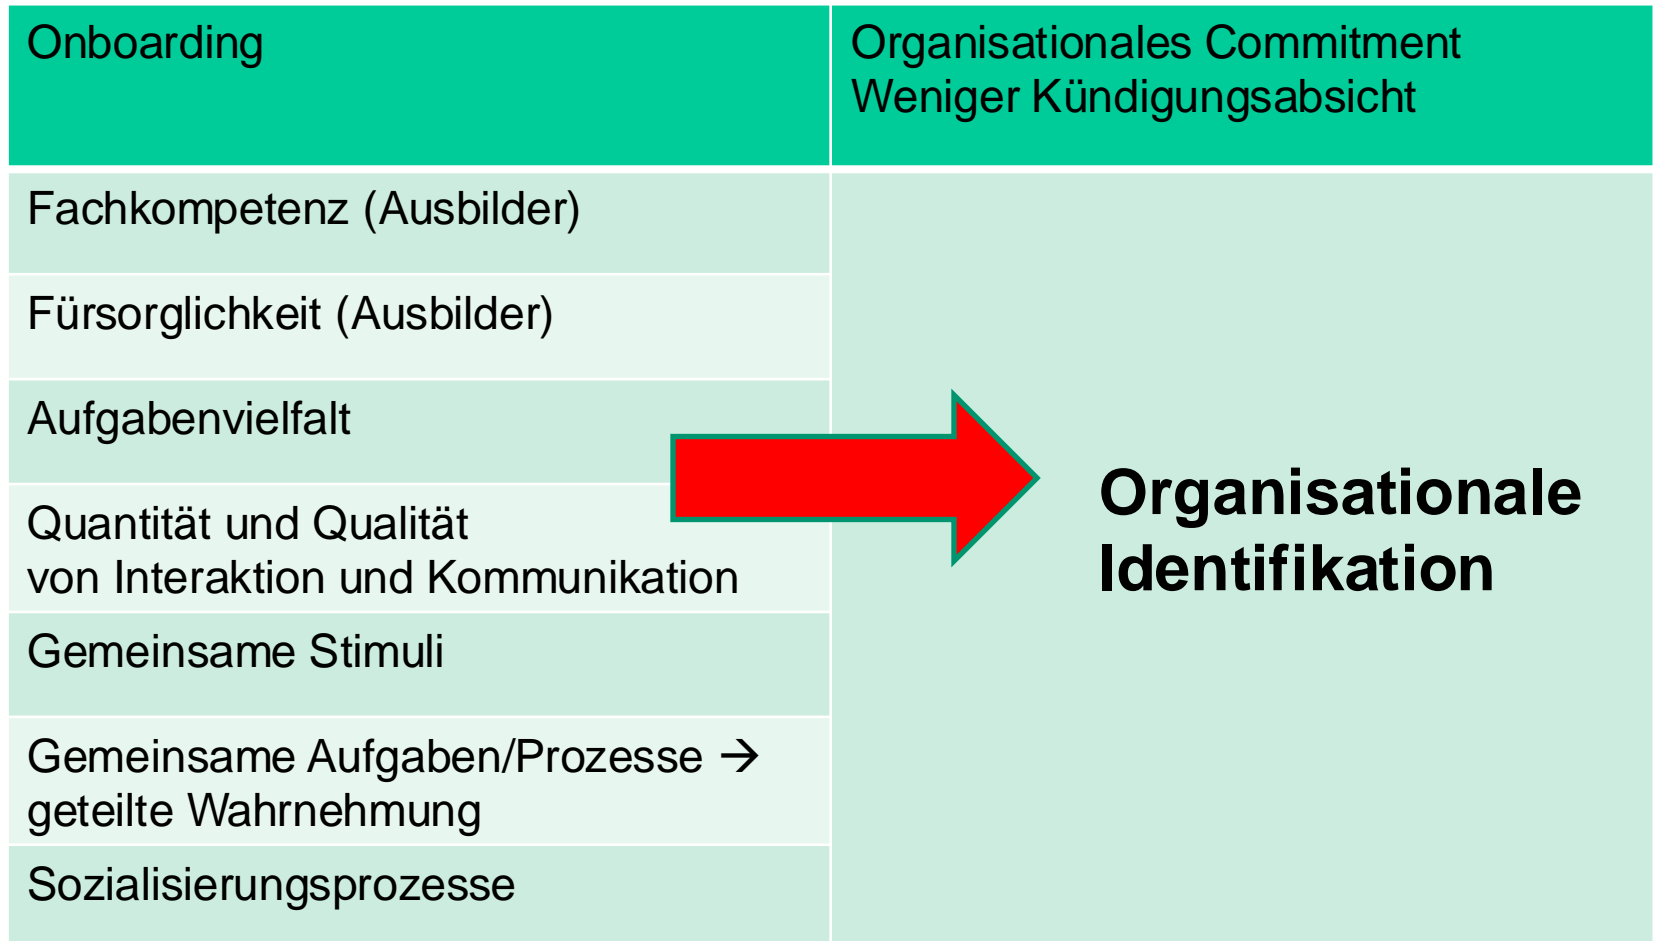 Onboarding
Organisationales Commitment
Weniger Kündigungsabsicht
Fachkompetenz (Ausbilder)
Fürsorglichkeit (Ausbilder)
Aufgabenvielfalt
Quantität und Qualität
von Interaktion und Kommunikation
Gemeinsame Stimuli
Gemeinsame Aufgaben/Prozesse →
geteilte Wahrnehmung
Sozialisierungsprozesse
Organisationale
Identifikation